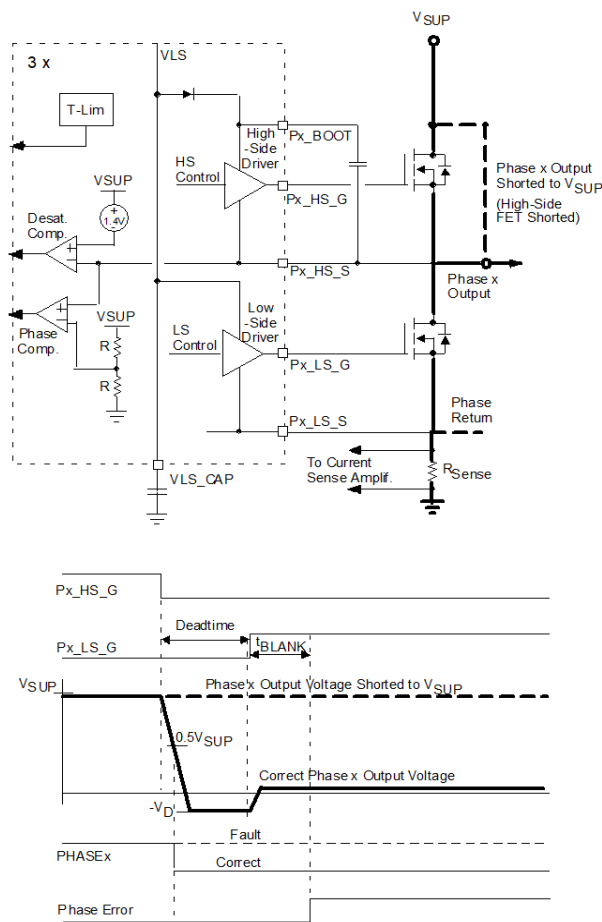 VSUP
3 x
VLS
T-Lim
High
-Side
Driver
Px_BOOT
HS
Control
Px_HS_G
VSUP
+
1.4V
Desat.
Comp.
+
Px_HS_S
Phase x Output
Shorted to VSUP
(High-Side
FET Shorted)
Phase x
Output
Phase
Comp.
+
VSUP
R
R
Low
-Side
Driver
LS
Control
Px_LS_G
Px_LS_S
Phase
Return
To Current
Sense Amplif.
RSense
VLS_CAP
Px_HS_G
Deadtime
Px_LS_G
tBLANK
VSUP
Phase x Output Voltage Shorted to VSUP
0.5VSUP
Correct Phase x Output Voltage
-VD
Fault
PHASEx
Correct
Phase Error